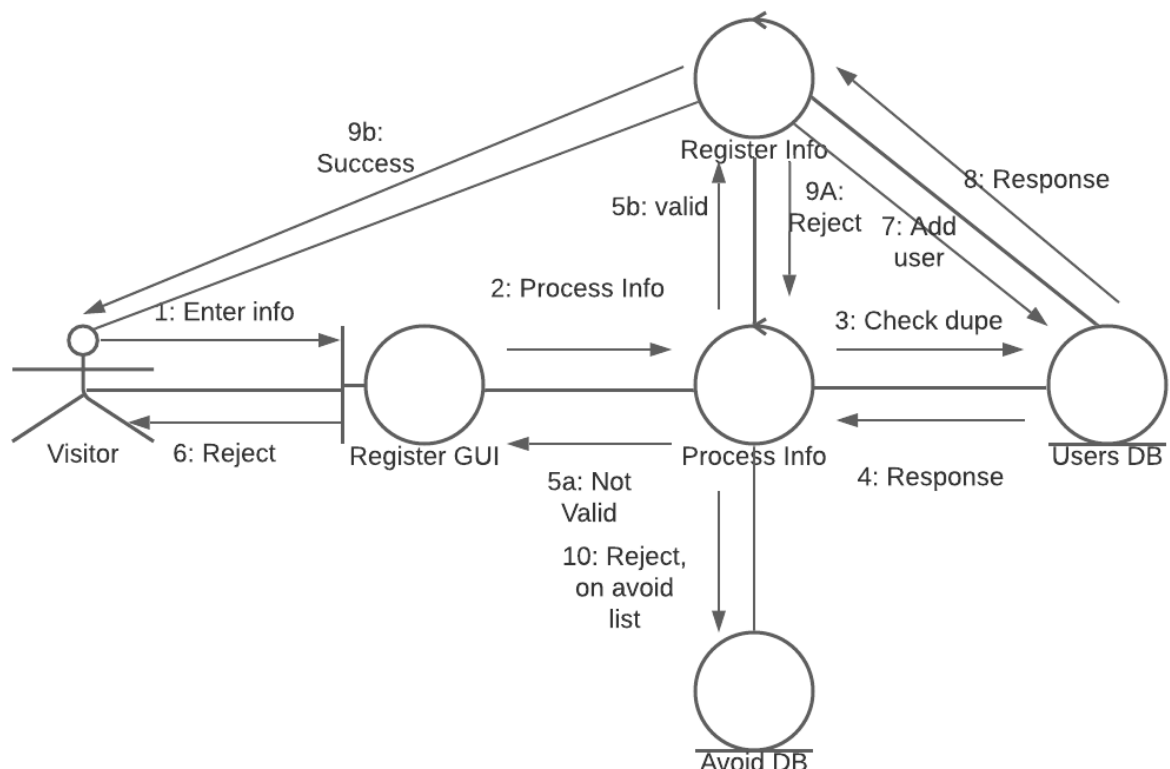 Register Info
9b:
Success
8: Response
5b: valid
9A:
Reject
7: Add
user
2: Process Info
1: Enter info
3: Check dupe
Visitor
6: Reject
Register GUI
Process Info
Users DB
4: Response
5a: Not
Valid
10: Reject,
on avoid
list
Avoid DB